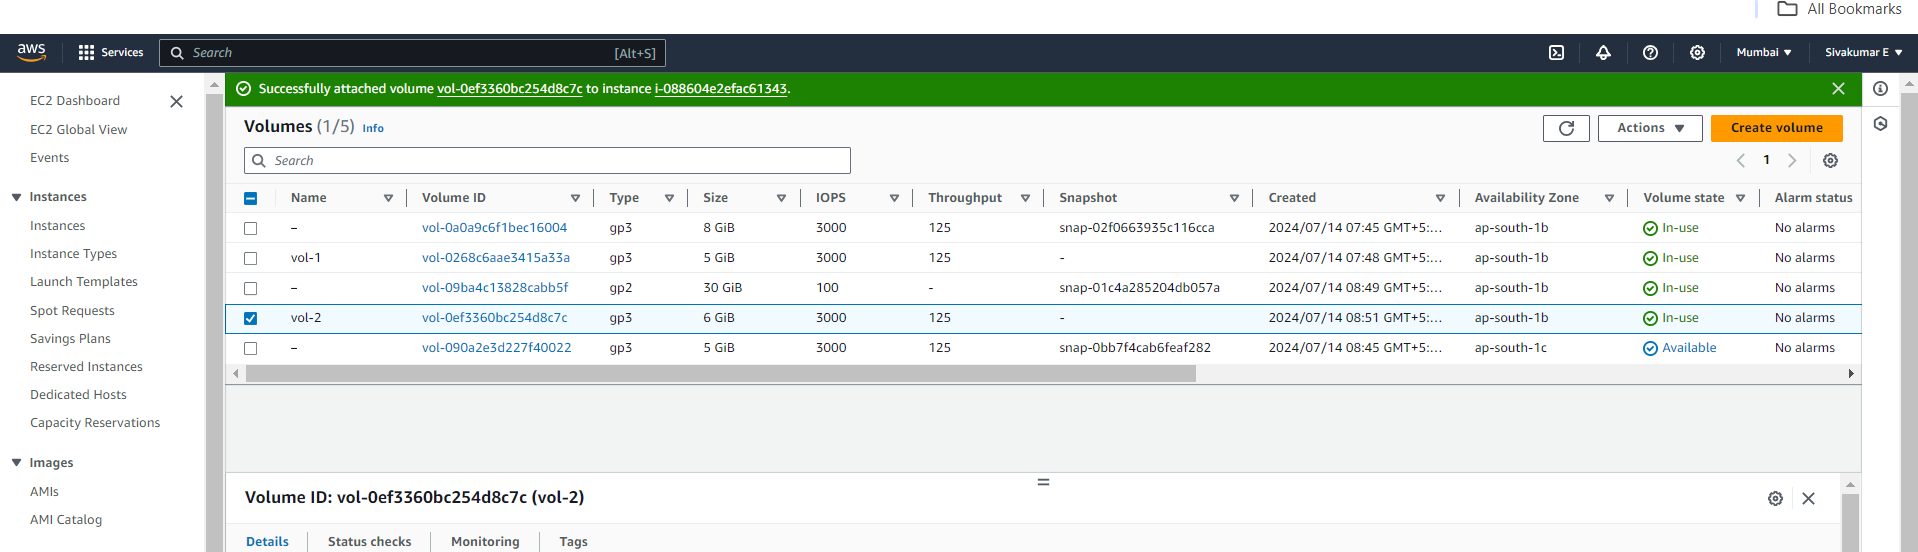 All Bookmarks
aws Services Search [Alt+S] Mumbai Sivakumar E
EC2 Dashboard
EC2 Global View
Events
Instances
Instances
Instance Types
Launch Templates
Spot Requests
Savings Plans
Reserved Instances
Dedicated Hosts
Capacity Reservations
Images
AMIs
AMI Catalog
Successfully attached volume vol-0ef3360bc254d8c7c to instance i-088604e2efac61343.
Volumes (1/5) Info Actions Create volume
Search 1
Name Volume ID Type Size IOPS Throughput Snapshot Created Availability Zone Volume state Alarm status
– vol-0a0a9c6f1bec16004 gp3 8 GiB 3000 125 snap-02f0663935c116cca 2024/07/14 07:45 GMT+5:... ap-south-1b In-use No alarms
vol-1 vol-0268c6aae3415a33a gp3 5 GiB 3000 125 - 2024/07/14 07:48 GMT+5:... ap-south-1b In-use No alarms
– vol-09ba4c13828cabb5f gp2 30 GiB 100 - snap-01c4a285204db057a 2024/07/14 08:49 GMT+5:... ap-south-1b In-use No alarms
vol-2 vol-0ef3360bc254d8c7c gp3 6 GiB 3000 125 - 2024/07/14 08:51 GMT+5:... ap-south-1b In-use No alarms
– vol-090a2e3d227f40022 gp3 5 GiB 3000 125 snap-0bb7f4cab6feaf282 2024/07/14 08:45 GMT+5:... ap-south-1c Available No alarms
Volume ID: vol-0ef3360bc254d8c7c (vol-2)
Details Status checks Monitoring Tags